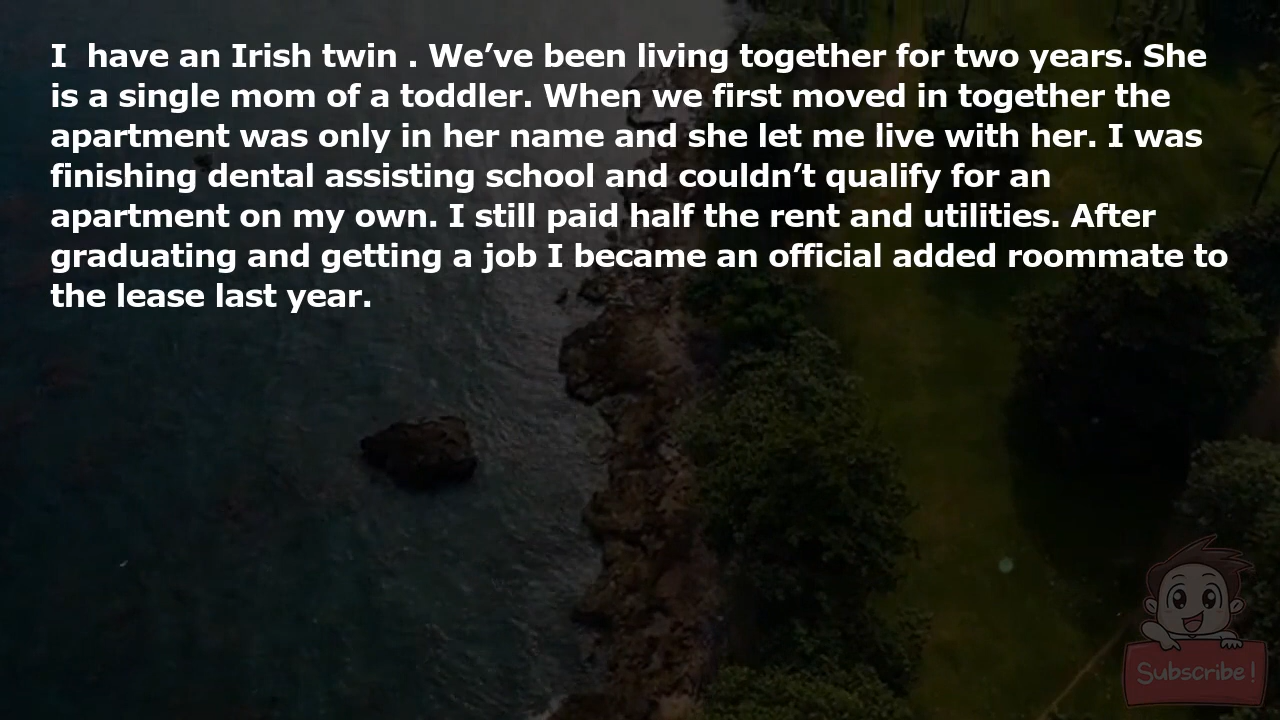 I  have an Irish twin . We’ve been living together for two years. She
is a single mom of a toddler. When we first moved in together the
apartment was only in her name and she let me live with her. I was
finishing dental assisting school and couldn’t qualify for an
apartment on my own. I still paid half the rent and utilities. After
graduating and getting a job I became an official added roommate to
the lease last year.
Subscribe!